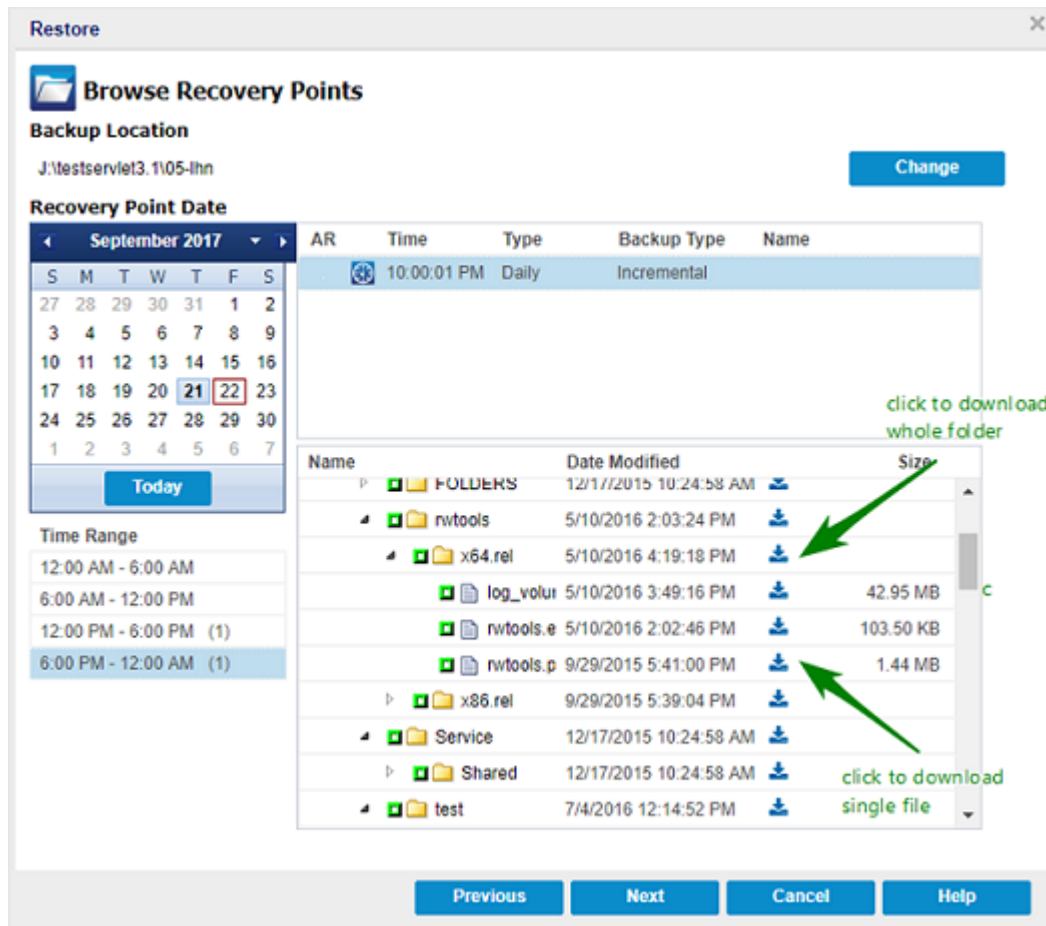 Restore
Browse Recovery Points
Backup Location
J:\testservlet3.1\05-lhn
Change
Recovery Point Date
September 2017
S M T W T F S
27 28 29 30 31 1 2
3 4 5 6 7 8 9
10 11 12 13 14 15 16
17 18 19 20 21 22 23
24 25 26 27 28 29 30
1 2 3 4 5 6 7
Today
Time Range
12:00 AM - 6:00 AM
6:00 AM - 12:00 PM
12:00 PM - 6:00 PM (1)
6:00 PM - 12:00 AM (1)
AR Time Type Backup Type Name
10:00:01 PM Daily Incremental
click to download
whole folder
Name Date Modified Size
FOLDERS 12/17/2015 10:24:58 AM
rwtools 5/10/2016 2:03:24 PM
x64.rel 5/10/2016 4:19:18 PM
log_volu 5/10/2016 3:49:16 PM 42.95 MB
c
rwtools.e 5/10/2016 2:02:46 PM 103.50 KB
rwtools.p 9/29/2015 5:41:00 PM 1.44 MB
x86.rel 9/29/2015 5:39:04 PM
Service 12/17/2015 10:24:58 AM
Shared 12/17/2015 10:24:58 AM
test 7/4/2016 12:14:52 PM
click to download
single file
Previous Next Cancel Help